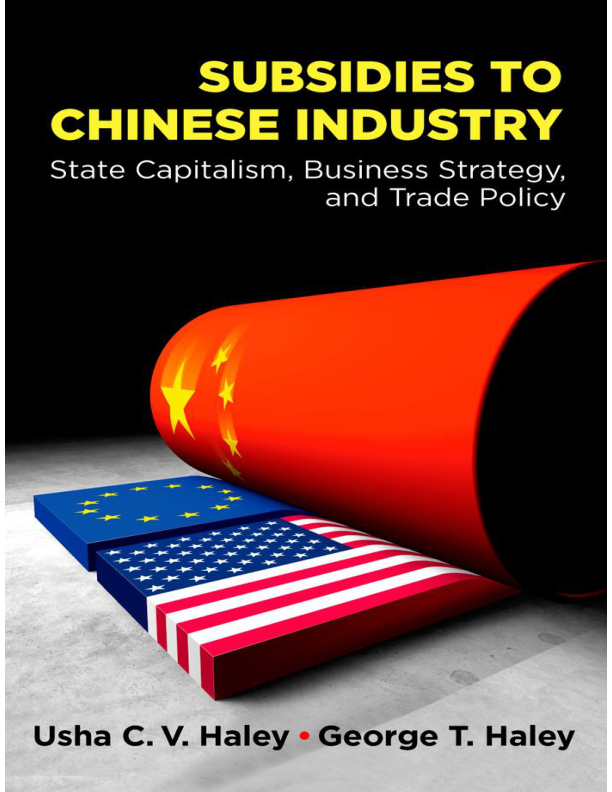 SUBSIDIES TO
CHINESE INDUSTRY
State Capitalism, Business Strategy,
and Trade Policy
Usha C. V. Haley • George T. Haley